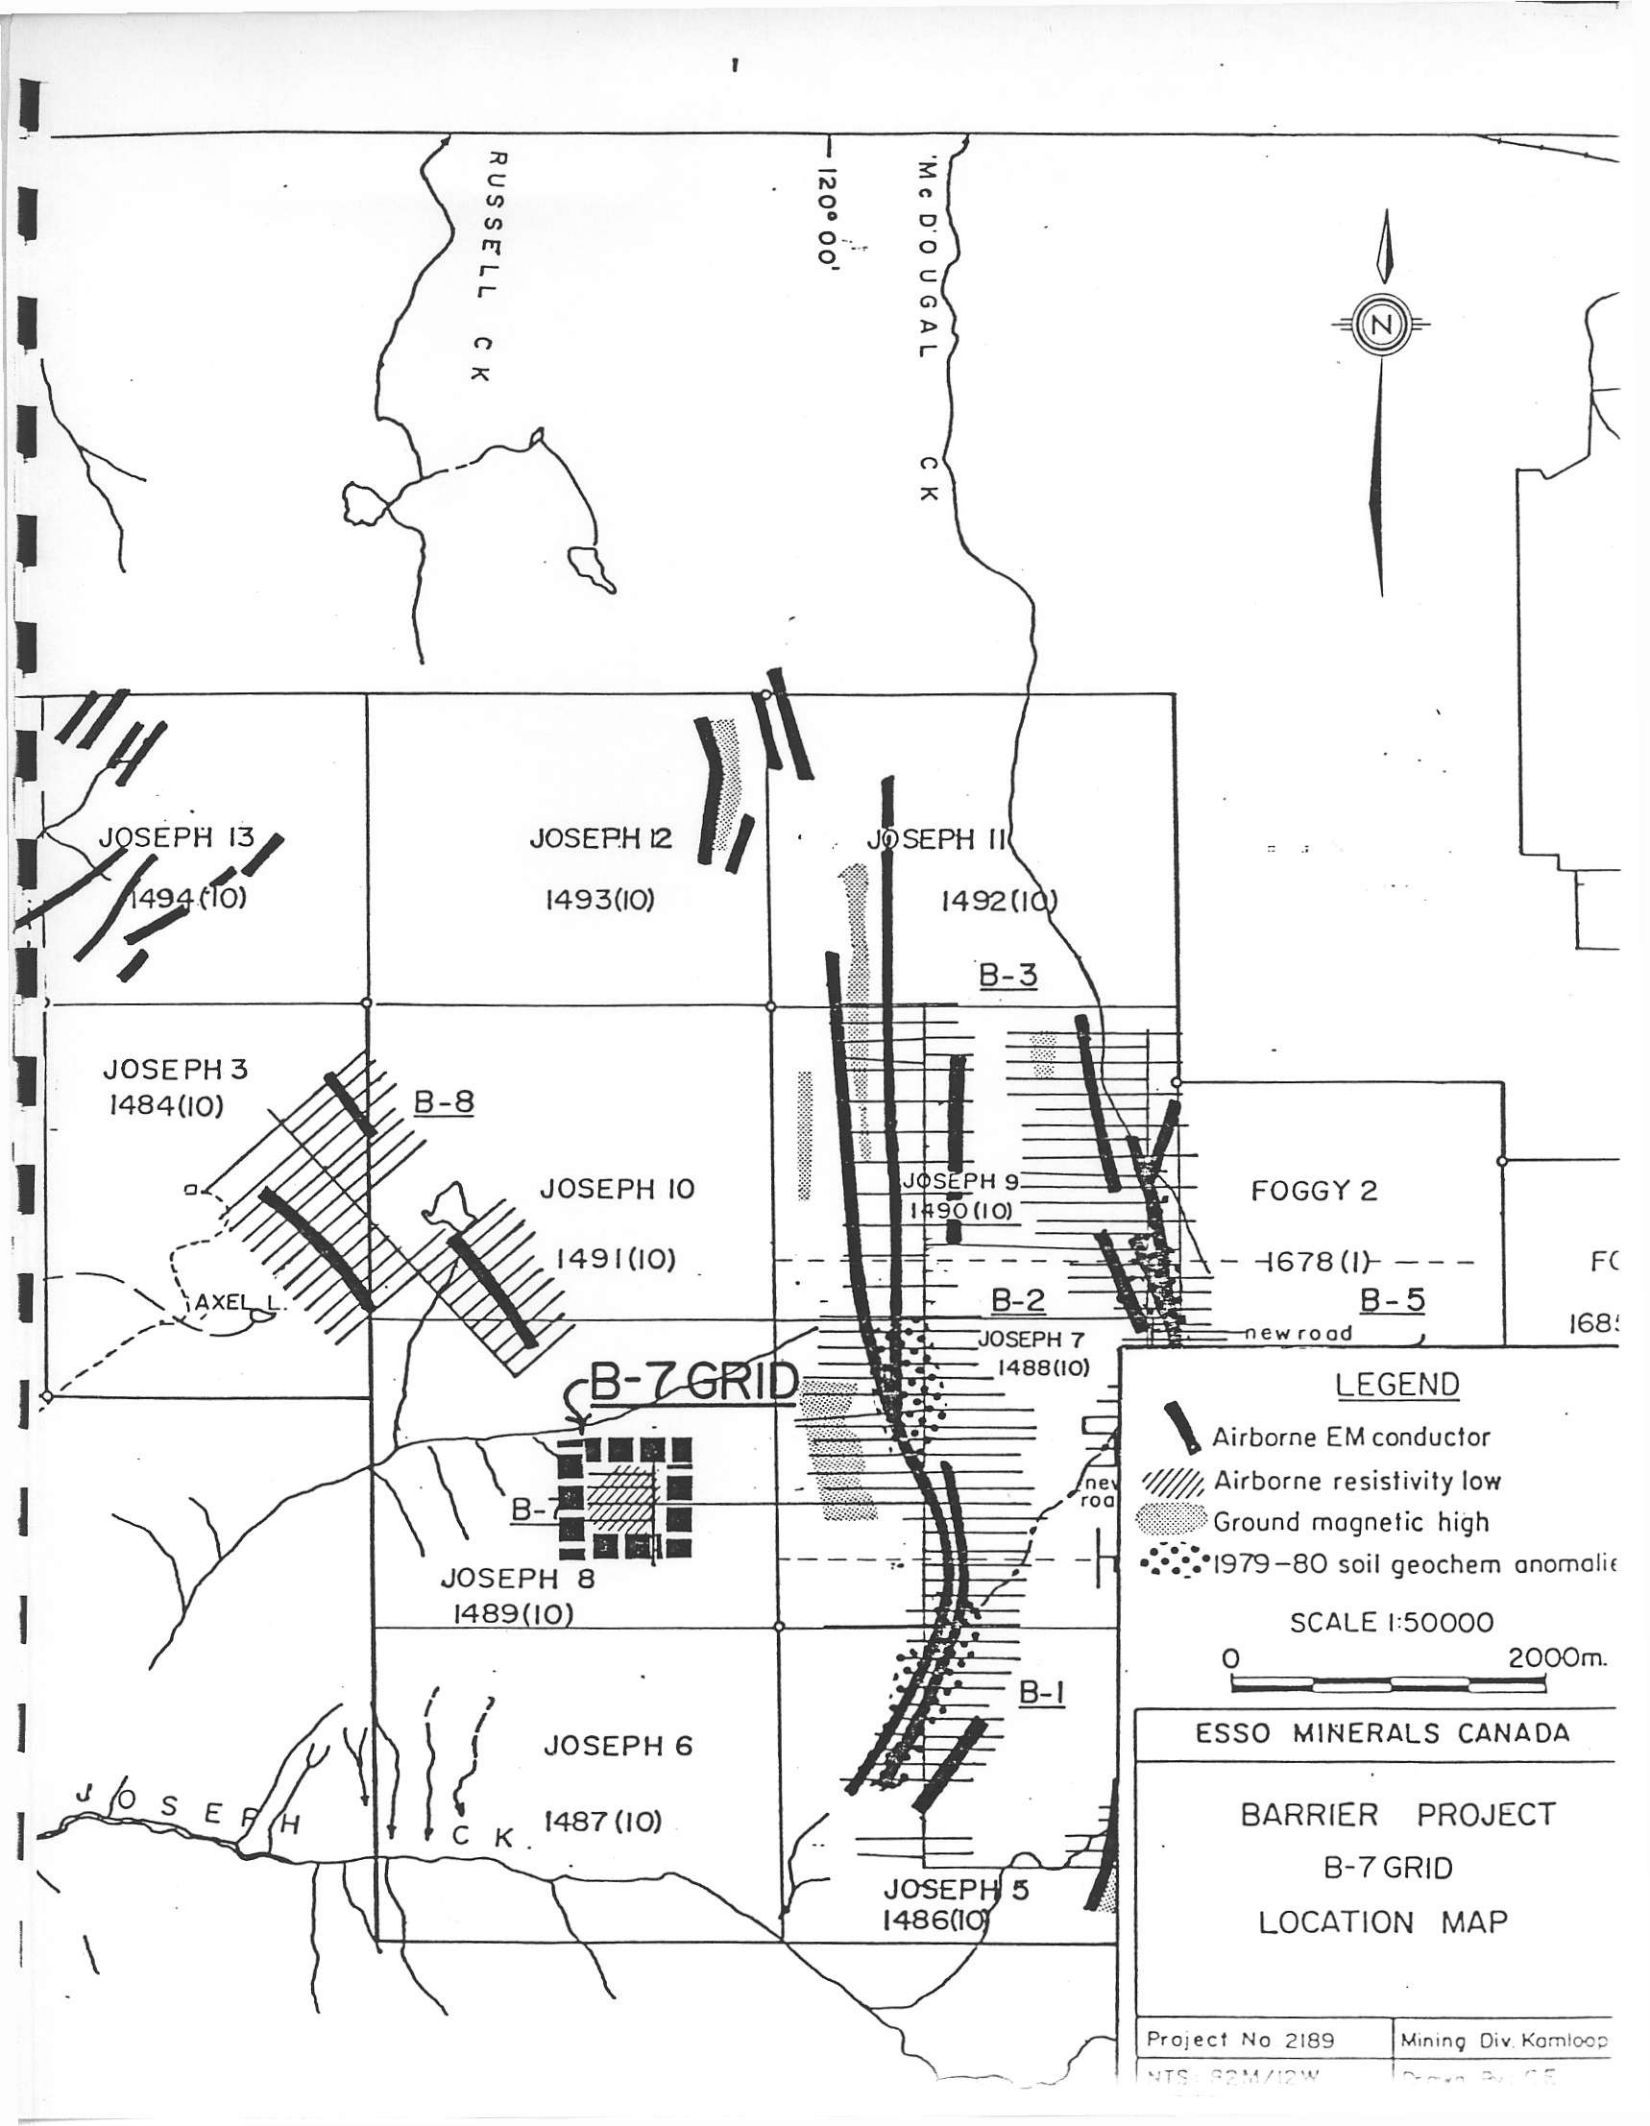 RUSSELL CK
120° 00'
McDOUGAL CK
N
JOSEPH 13
1494(10)
JOSEPH 12
1493(10)
JOSEPH 11
1492(10)
B-3
JOSEPH 3
1484(10)
B-8
JOSEPH 10
1491(10)
JOSEPH 9
1490(10)
FOGGY 2
1678(1)
B-5
new road
AXEL L.
B-2
JOSEPH 7
1488(10)
B-7 GRID
B-7
JOSEPH 8
1489(10)
B-1
JOSEPH 6
1487(10)
JOSEPH CK.
JOSEPH 5
1486(10)
LEGEND
Airborne EM conductor
Airborne resistivity low
Ground magnetic high
1979-80 soil geochem anomalie
SCALE 1:50000
0 2000m.
ESSO MINERALS CANADA
BARRIER PROJECT
B-7 GRID
LOCATION MAP
Project No 2189
Mining Div. Kamloop
NTS 82M/12W